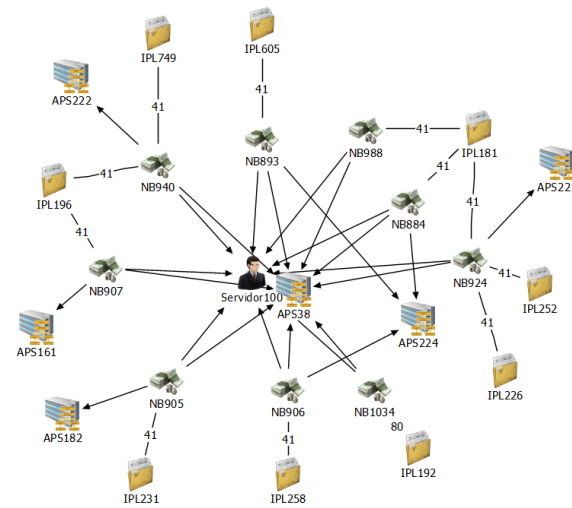 IPL605
IPL749
41
41
APS222
41
NB988
41
IPL181
NB893
41
NB940
41
41
APS22
IPL196
NB884
41
NB924
41
IPL252
NB907
Servidor100
APS38
41
APS161
APS224
IPL226
NB905
NB906
NB1034
APS182
41
41
80
IPL192
IPL231
IPL258